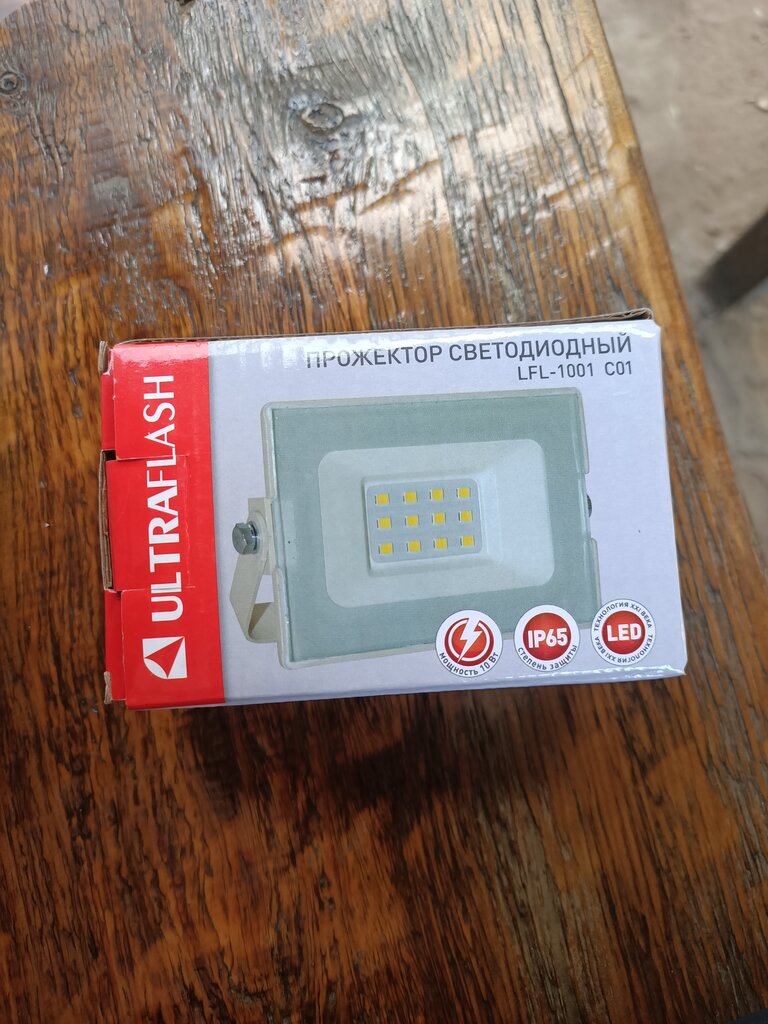 ULTRAFLASH
ПРОЖЕКТОР СВЕТОДИОДНЫЙ
LFL-1001 C01
мощность 10 Вт
IP65
степень защиты
ТЕХНОЛОГИЯ XXI ВЕКА
LED
ТЕХНОЛОГИЯ XXI ВЕКА